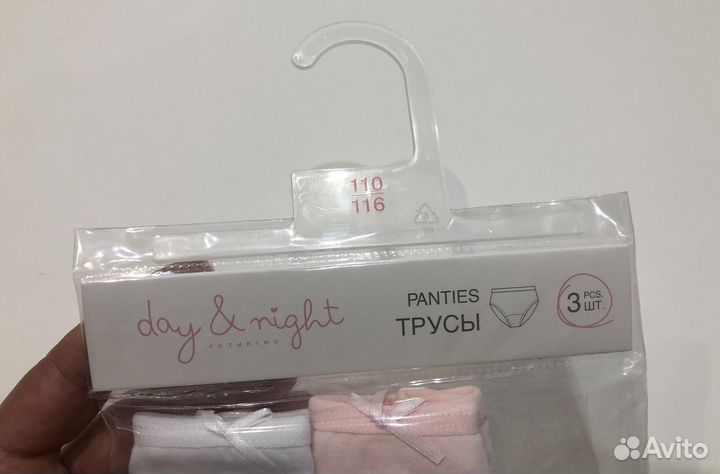 110
116
day & night
FUTURINO
PANTIES
ТРУСЫ
3 PCS.
ШТ.
Avito